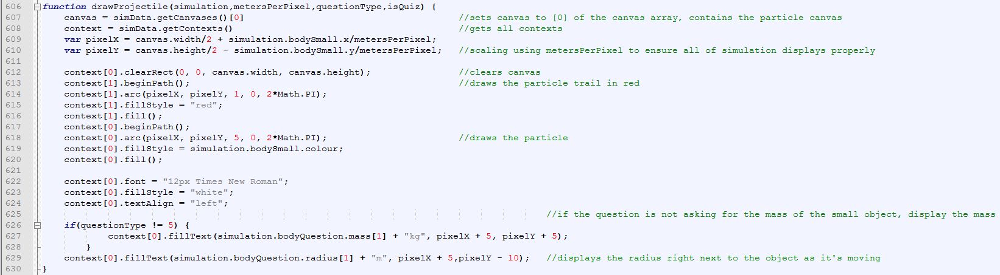 606 function drawProjectile(simulation,metersPerPixel,questionType,isQuiz) {
607 canvas = simData.getCanvases()[0] //sets canvas to [0] of the canvas array, contains the particle canvas
608 context = simData.getContexts() //gets all contexts
609 var pixelX = canvas.width/2 + simulation.bodySmall.x/metersPerPixel;
610 var pixelY = canvas.height/2 - simulation.bodySmall.y/metersPerPixel; //scaling using metersPerPixel to ensure all of simulation displays properly
611
612 context[0].clearRect(0, 0, canvas.width, canvas.height); //clears canvas
613 context[1].beginPath(); //draws the particle trail in red
614 context[1].arc(pixelX, pixelY, 1, 0, 2*Math.PI);
615 context[1].fillStyle = "red";
616 context[1].fill();
617 context[0].beginPath();
618 context[0].arc(pixelX, pixelY, 5, 0, 2*Math.PI); //draws the particle
619 context[0].fillStyle = simulation.bodySmall.colour;
620 context[0].fill();
621
622 context[0].font = "12px Times New Roman";
623 context[0].fillStyle = "white";
624 context[0].textAlign = "left";
625 //if the question is not asking for the mass of the small object, display the mass
626 if(questionType != 5) {
627 context[0].fillText(simulation.bodyQuestion.mass[1] + "kg", pixelX + 5, pixelY + 5);
628 }
629 context[0].fillText(simulation.bodyQuestion.radius[1] + "m", pixelX + 5,pixelY - 10); //displays the radius right next to the object as it's moving
630 }